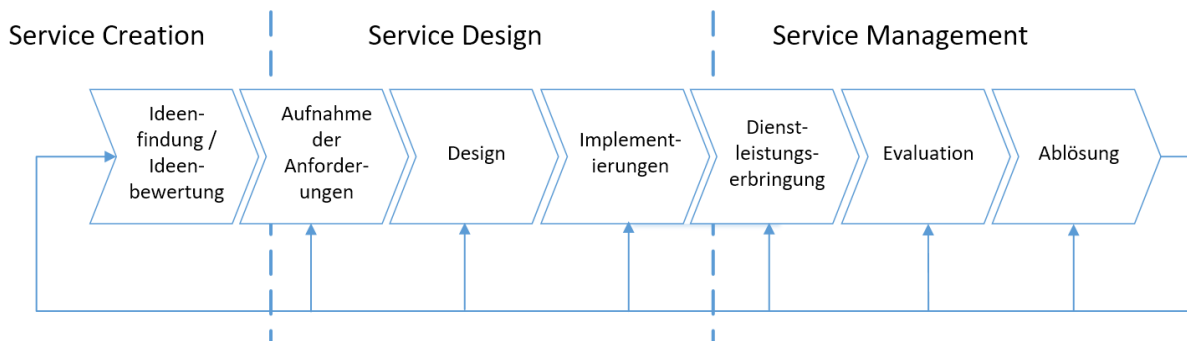 Service Creation
Service Design
Service Management
Ideen-
findung /
Ideen-
bewertung
Aufnahme
der
Anforder-
ungen
Design
Implement-
ierungen
Dienst-
leistungs-
erbringung
Evaluation
Ablösung